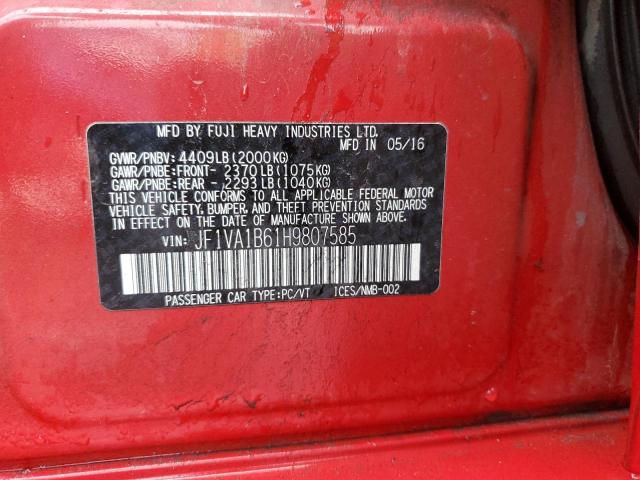 MFD BY FUJI HEAVY INDUSTRIES LTD.
MFD IN 05/16
GVWR/PNBV: 4409LB(2000KG)
GAWR/PNBE:FRONT- 2370LB(1075KG)
GAWR/PNBE:REAR - 2293LB(1040KG)
THIS VEHICLE CONFORMS TO ALL APPLICABLE FEDERAL MOTOR
VEHICLE SAFETY, BUMPER, AND THEFT PREVENTION STANDARDS
IN EFFECT ON THE DATE OF MANUFACTURE SHOWN ABOVE.
VIN: JF1VA1B61H9807585
PASSENGER CAR TYPE:PC/VT ICES/NMB-002